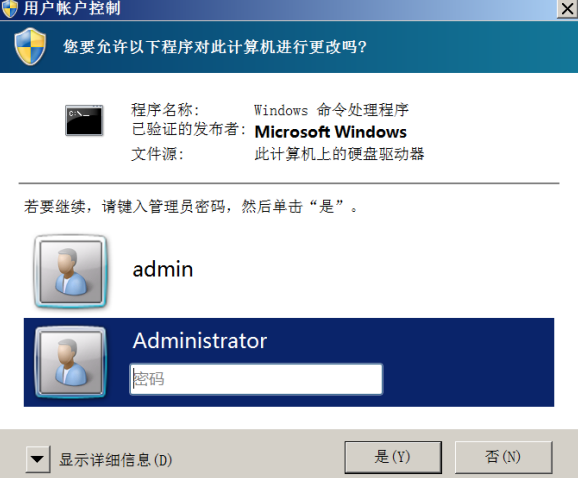 用户帐户控制
您要允许以下程序对此计算机进行更改吗?
C:\_
程序名称: Windows 命令处理程序
已验证的发布者: Microsoft Windows
文件源: 此计算机上的硬盘驱动器
若要继续，请键入管理员密码，然后单击“是”。
admin
Administrator
密码
显示详细信息(D) 是(Y) 否(N)